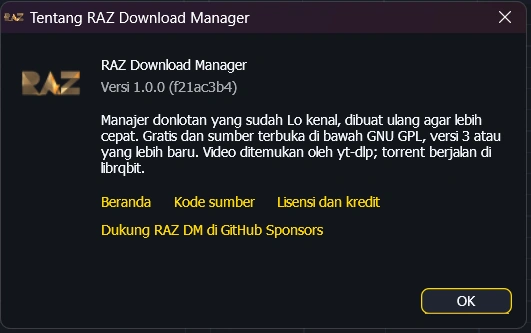 RAZ Tentang RAZ Download Manager
RAZ
RAZ Download Manager
Versi 1.0.0 (f21ac3b4)
Manajer donlotan yang sudah Lo kenal, dibuat ulang agar lebih
cepat. Gratis dan sumber terbuka di bawah GNU GPL, versi 3 atau
yang lebih baru. Video ditemukan oleh yt-dlp; torrent berjalan di
librqbit.
Beranda Kode sumber Lisensi dan kredit
Dukung RAZ DM di GitHub Sponsors
OK